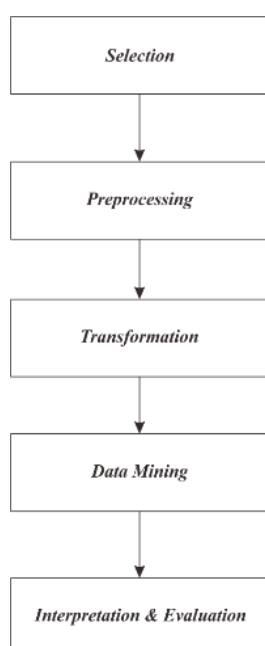 Selection
Preprocessing
Transformation
Data Mining
Interpretation & Evaluation